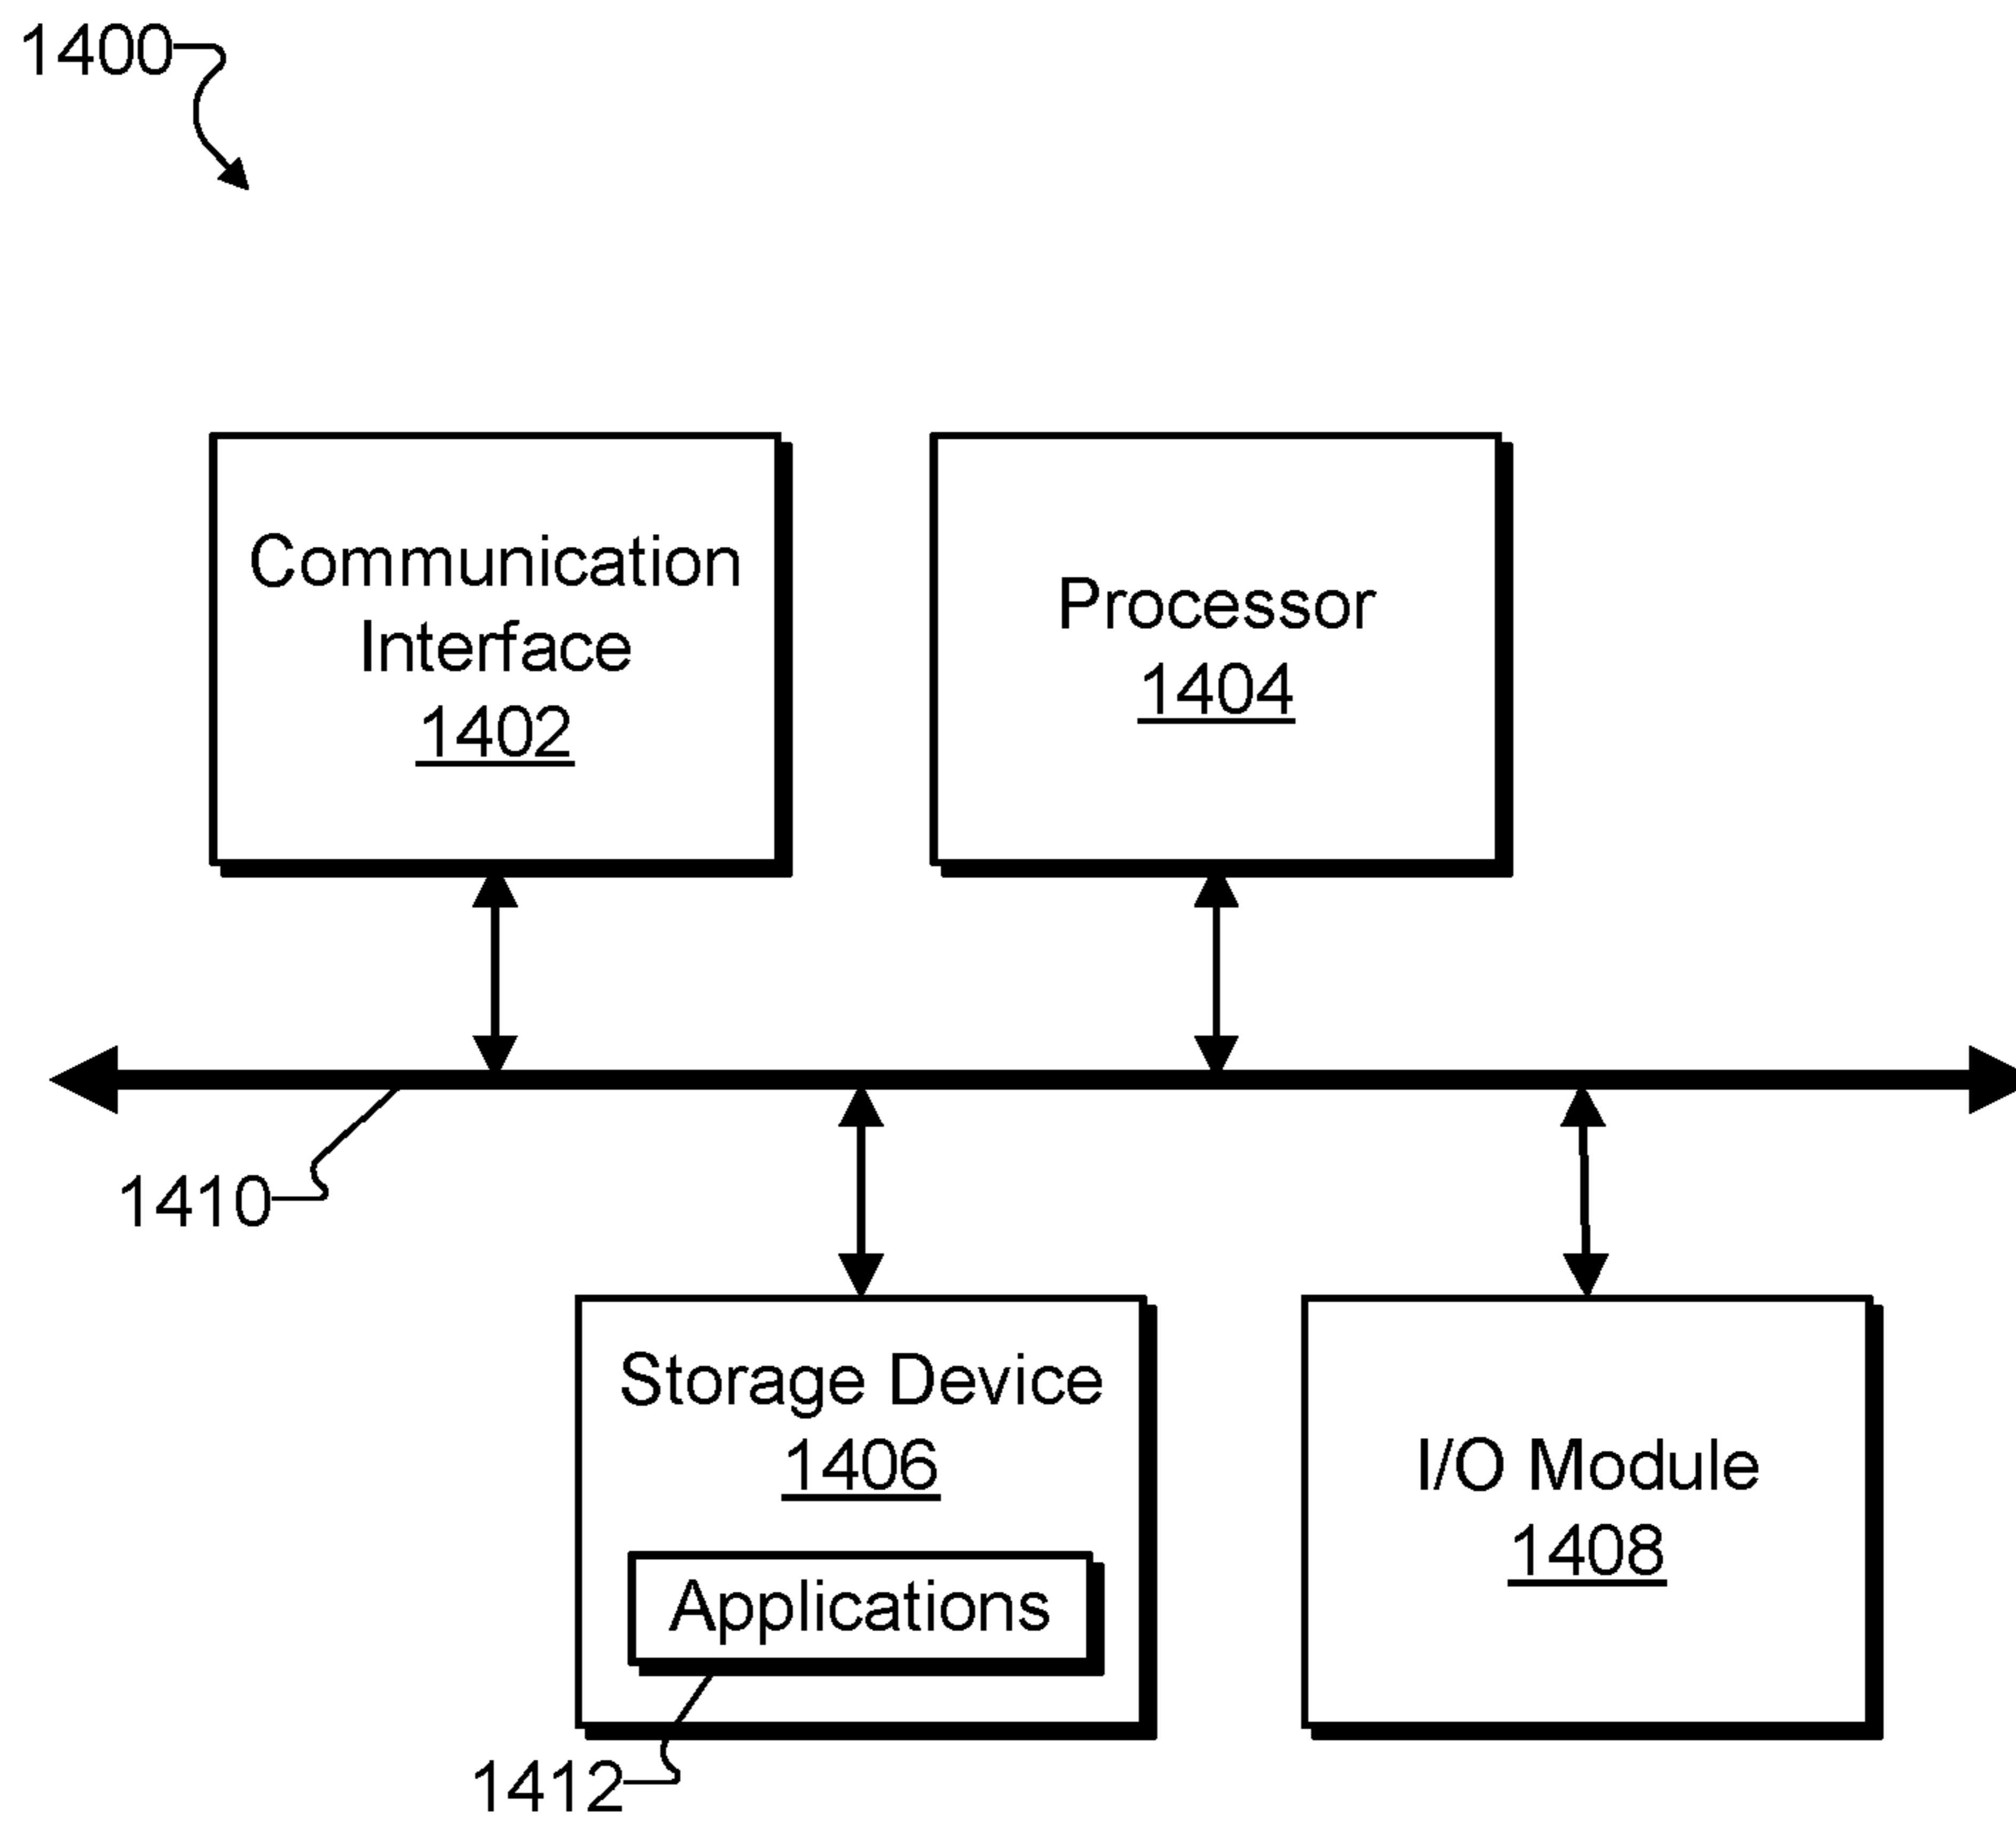 1400
Communication
Interface
1402
Processor
1404
1410
Storage Device
1406
Applications
1412
I/O Module
1408